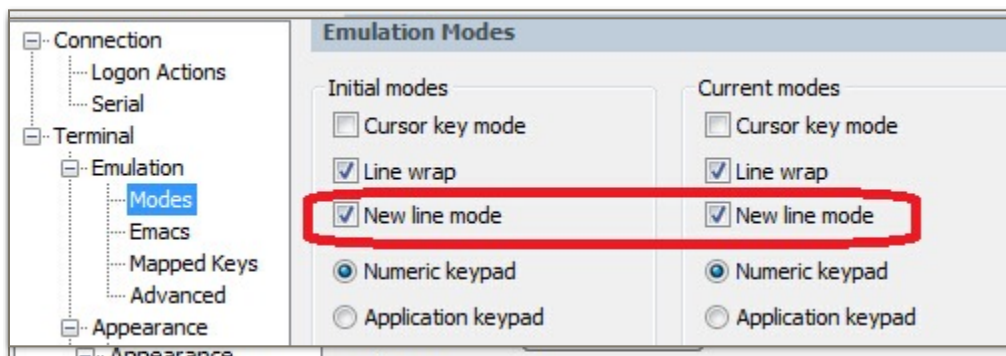 Connection
Logon Actions
Serial
Terminal
Emulation
Modes
Emacs
Mapped Keys
Advanced
Appearance
Appearance
Emulation Modes
Initial modes
Cursor key mode
Line wrap
New line mode
Numeric keypad
Application keypad
Current modes
Cursor key mode
Line wrap
New line mode
Numeric keypad
Application keypad